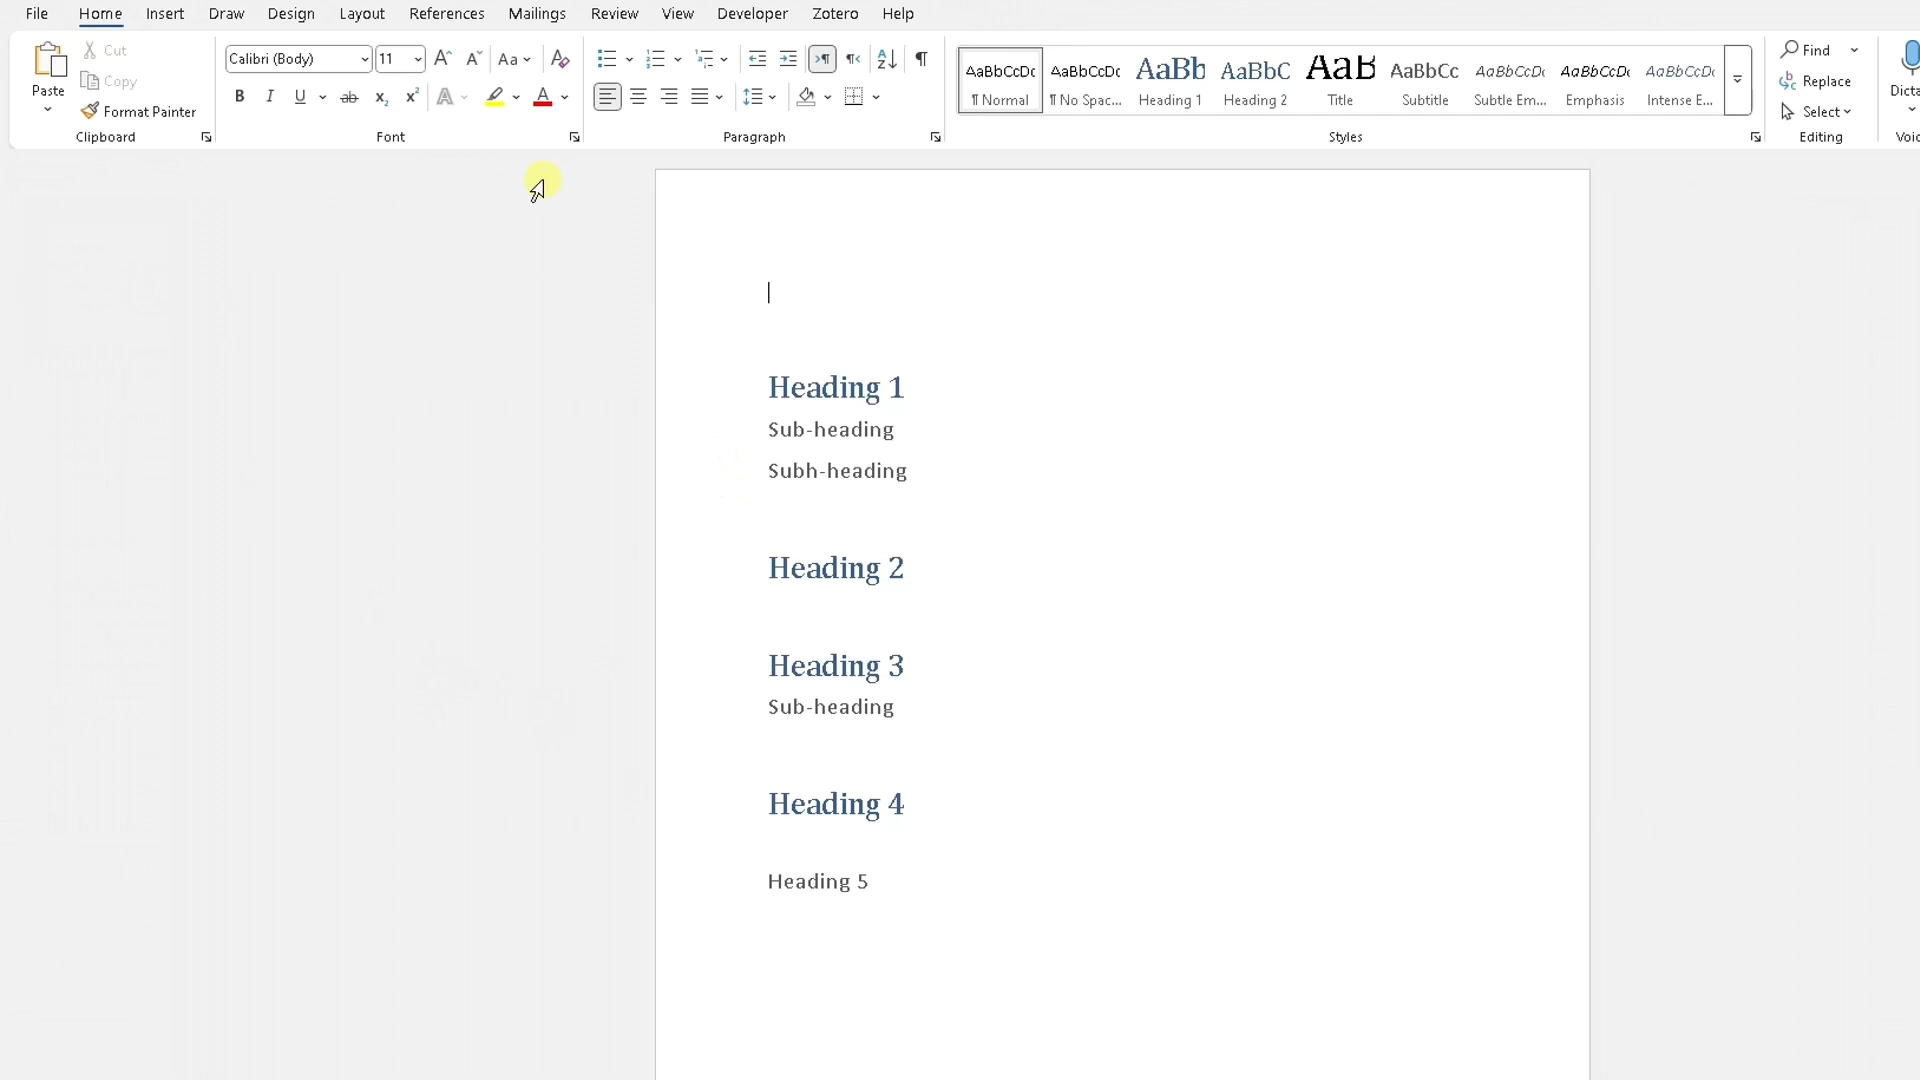 File Home Insert Draw Design Layout References Mailings Review View Developer Zotero Help
Paste
Cut
Copy
Format Painter
Clipboard
Calibri (Body) 11
Font
Paragraph
AaBbCcDc AaBbCcDc AaBb AaBbC AaB AaBbCc AaBbCcDc AaBbCcDc AaBbCcDc
¶ Normal ¶ No Spac... Heading 1 Heading 2 Title Subtitle Subtle Em... Emphasis Intense E...
Styles
Find
Replace
Select
Editing
Dicta
Voic
Heading 1
Sub-heading
Subh-heading
Heading 2
Heading 3
Sub-heading
Heading 4
Heading 5